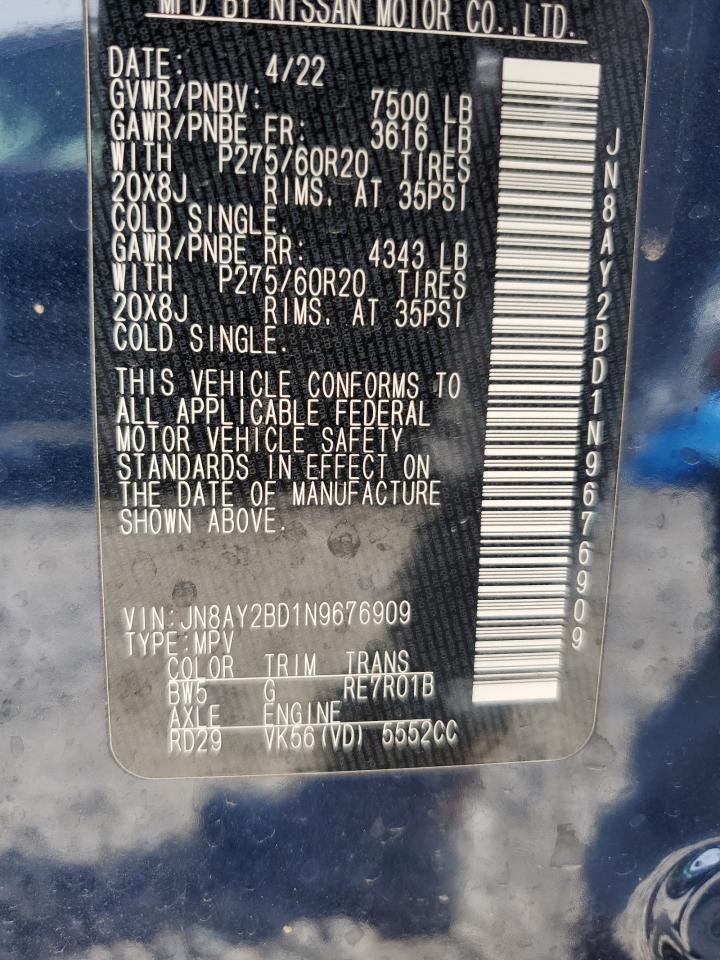 MFD BY NISSAN MOTOR CO.,LTD.
DATE: 4/22
GVWR/PNBV: 7500 LB
GAWR/PNBE FR: 3616 LB
WITH P275/60R20 TIRES
20X8J RIMS. AT 35PSI
COLD SINGLE.
GAWR/PNBE RR: 4343 LB
WITH P275/60R20 TIRES
20X8J RIMS. AT 35PSI
COLD SINGLE.
THIS VEHICLE CONFORMS TO
ALL APPLICABLE FEDERAL
MOTOR VEHICLE SAFETY
STANDARDS IN EFFECT ON
THE DATE OF MANUFACTURE
SHOWN ABOVE.
VIN:JN8AY2BD1N9676909
TYPE:MPV
COLOR TRIM TRANS
BW5 G RE7R01B
AXLE ENGINE
RD29 VK56(VD) 5552CC
JN8AY2BD1N9676909